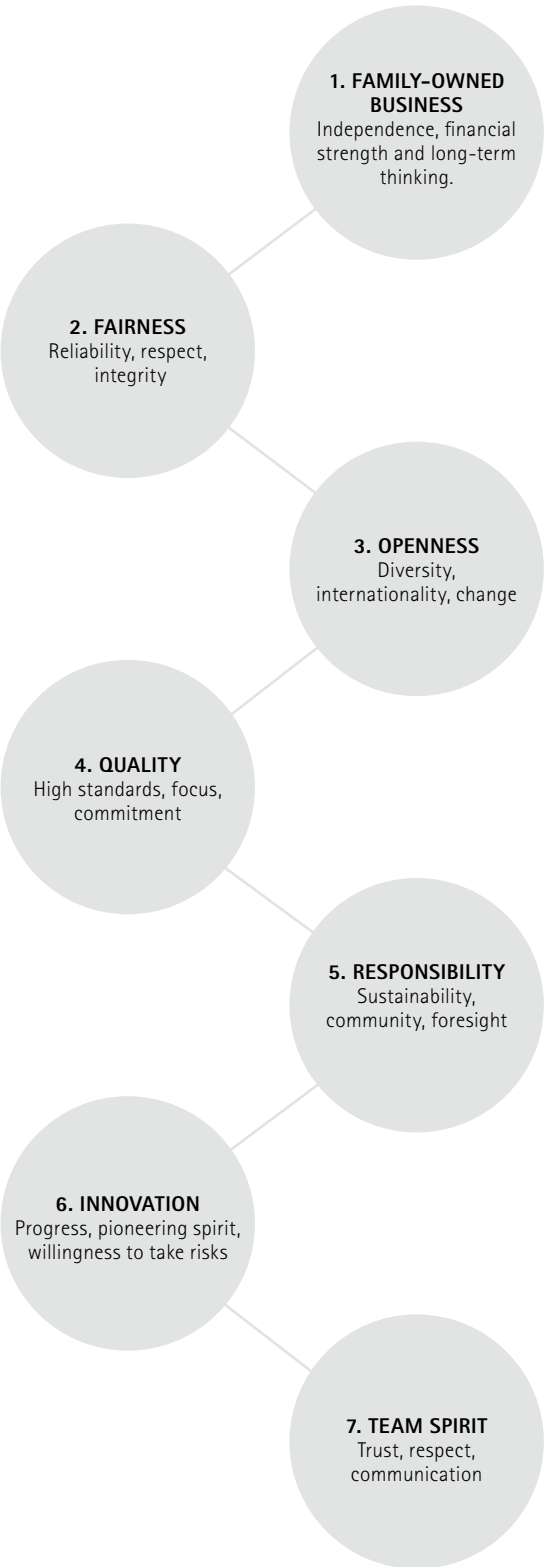 1. FAMILY-OWNED
BUSINESS
Independence, financial
strength and long-term
thinking.
2. FAIRNESS
Reliability, respect,
integrity
3. OPENNESS
Diversity,
internationality, change
4. QUALITY
High standards, focus,
commitment
5. RESPONSIBILITY
Sustainability,
community, foresight
6. INNOVATION
Progress, pioneering spirit,
willingness to take risks
7. TEAM SPIRIT
Trust, respect,
communication